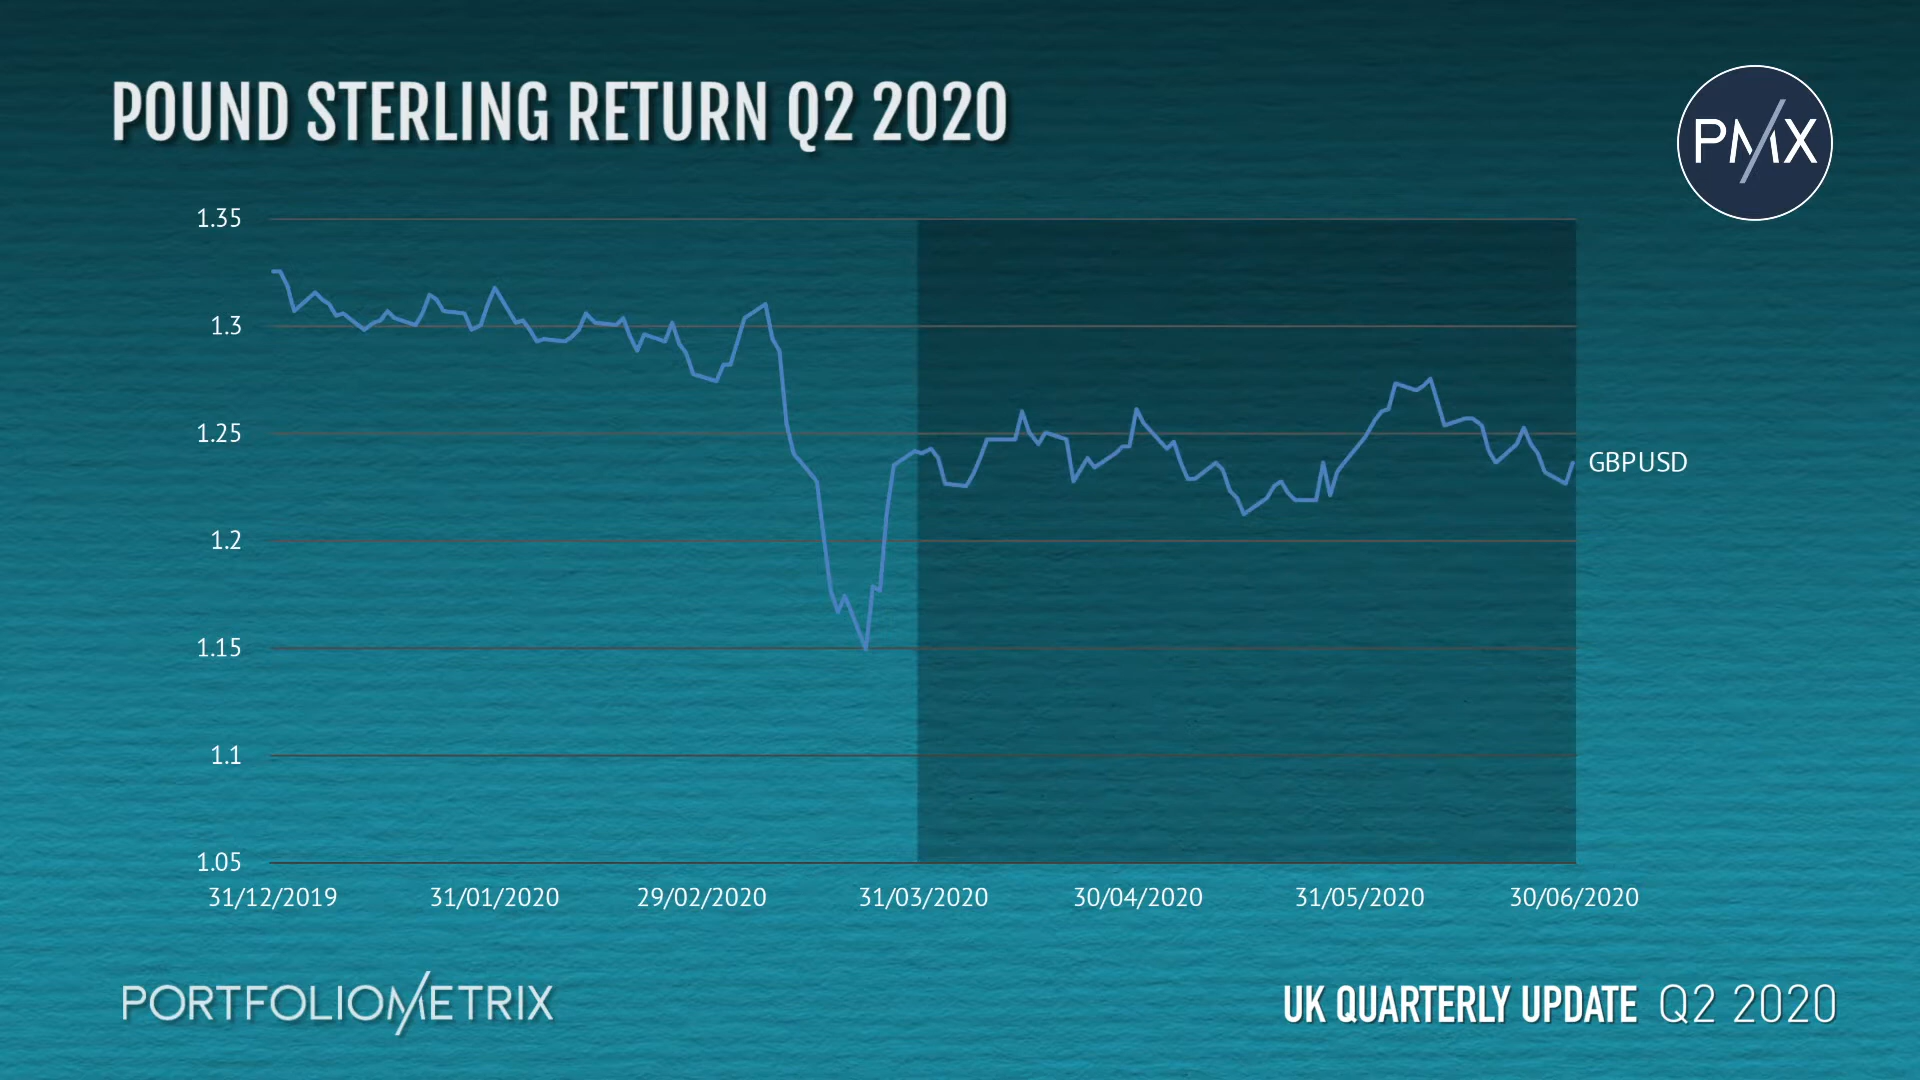 POUND STERLING RETURN Q2 2020
PMX
1.35
1.3
1.25
1.2
1.15
1.1
1.05
GBPUSD
31/12/2019 31/01/2020 29/02/2020 31/03/2020 30/04/2020 31/05/2020 30/06/2020
PORTFOLIOMETRIX
UK QUARTERLY UPDATE Q2 2020